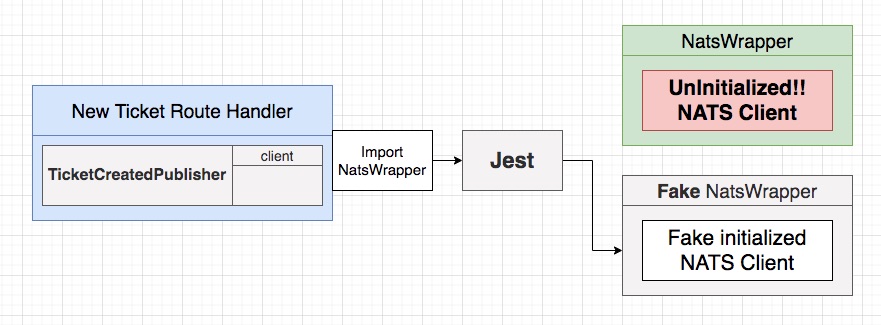 New Ticket Route Handler
TicketCreatedPublisher
client
Import
NatsWrapper
Jest
NatsWrapper
UnInitialized!!
NATS Client
Fake NatsWrapper
Fake initialized
NATS Client